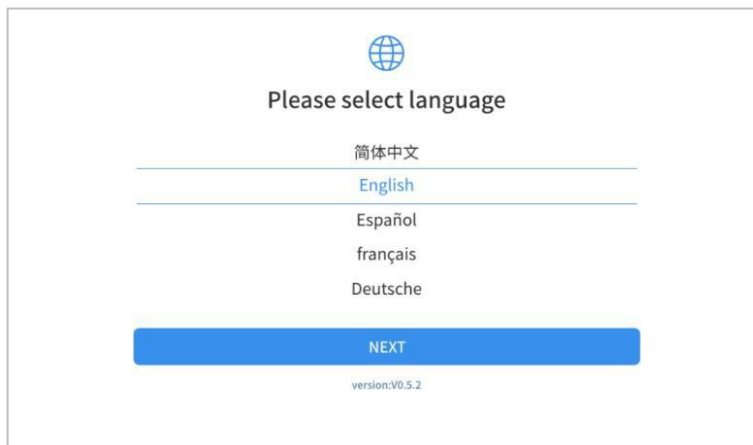 Please select language
简体中文
English
Español
français
Deutsche
NEXT
version:V0.5.2